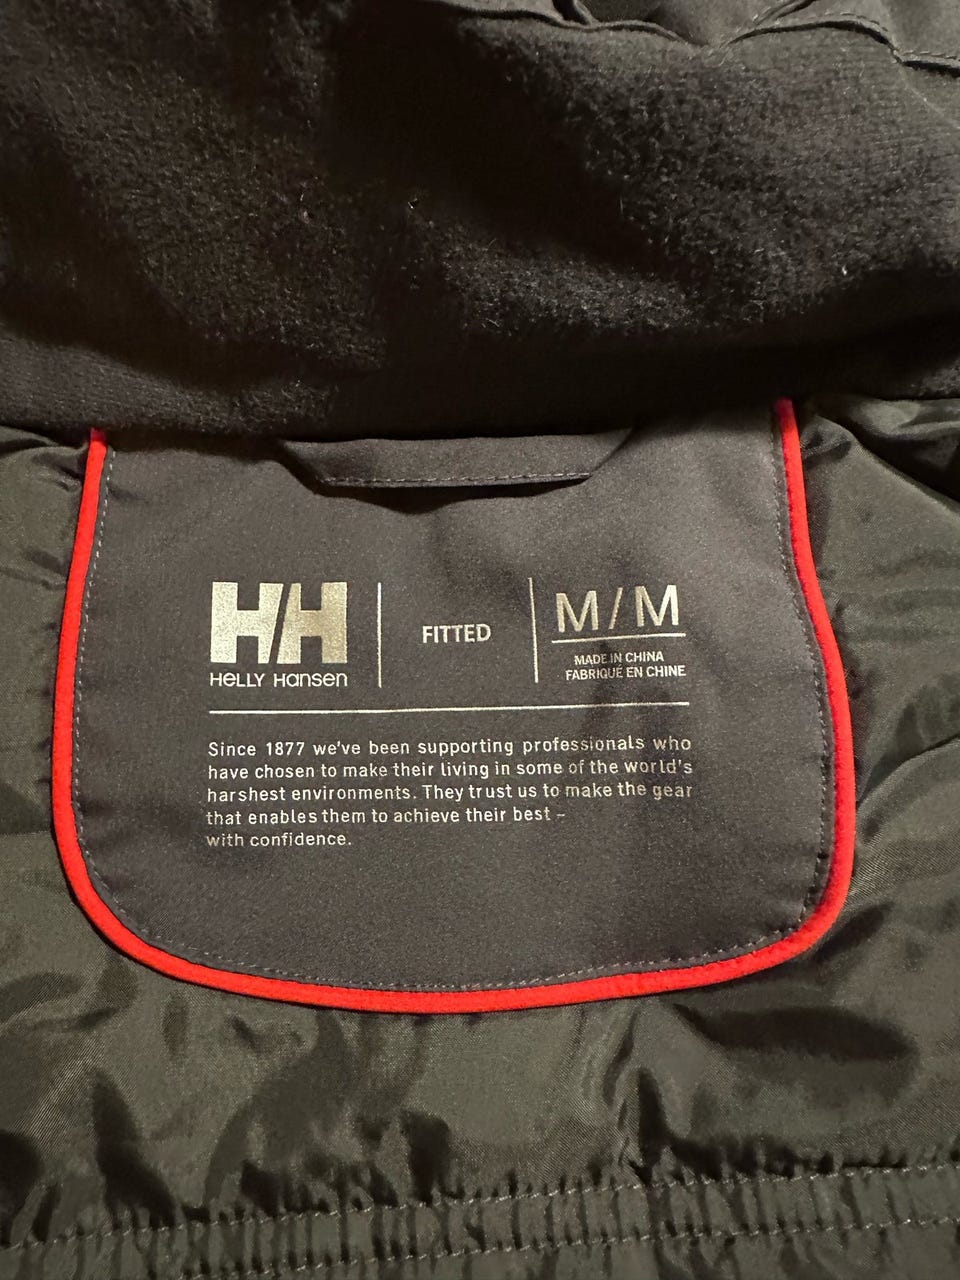 HH
HELLY HANSEN
FITTED
M/M
MADE IN CHINA
FABRIQUÉ EN CHINE
Since 1877 we've been supporting professionals who
have chosen to make their living in some of the world's
harshest environments. They trust us to make the gear
that enables them to achieve their best –
with confidence.